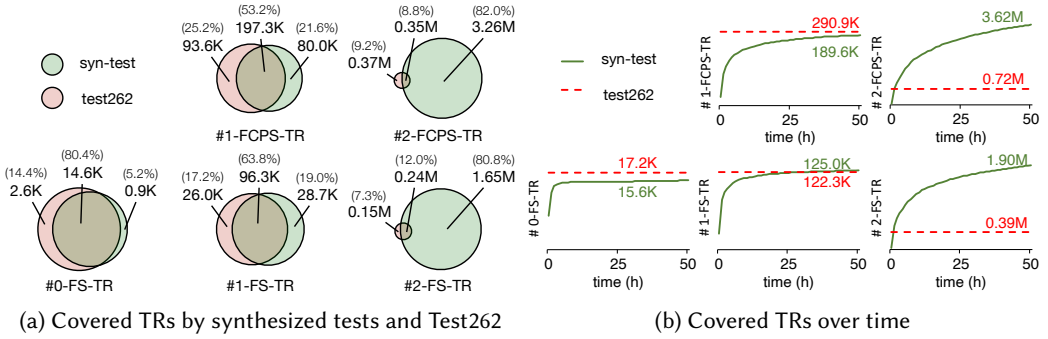 (53.2%)
(25.2%) 197.3K (21.6%)
93.6K 80.0K
syn-test
test262
#1-FCPS-TR
(8.8%) (82.0%)
0.35M 3.26M
(9.2%)
0.37M
#2-FCPS-TR
(80.4%)
(14.4%) 14.6K (5.2%)
2.6K 0.9K
#0-FS-TR
(63.8%)
(17.2%) 96.3K (19.0%)
26.0K 28.7K
#1-FS-TR
(12.0%) (80.8%)
0.24M 1.65M
(7.3%)
0.15M
#2-FS-TR
(a) Covered TRs by synthesized tests and Test262
syn-test
test262
# 1-FCPS-TR
290.9K
189.6K
0 25 50
time (h)
# 2-FCPS-TR
3.62M
0.72M
0 25 50
time (h)
# 0-FS-TR
17.2K
15.6K
0 25 50
time (h)
# 1-FS-TR
125.0K
122.3K
0 25 50
time (h)
# 2-FS-TR
1.90M
0.39M
0 25 50
time (h)
(b) Covered TRs over time